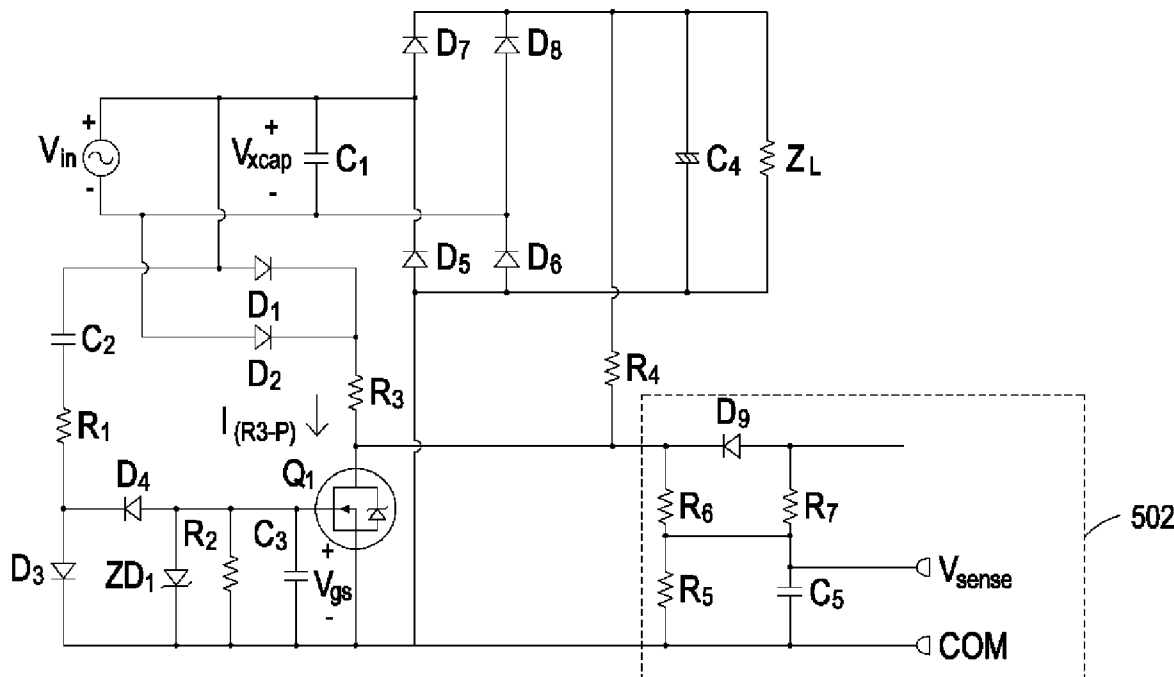 D7
D8
+
Vin
-
+
Vxcap
-
C1
C4
ZL
D5
D6
D1
C2
D2
R3
R4
I(R3-P)
R1
D9
D4
Q1
R6
R7
502
R2
C3
D3
ZD1
+
Vgs
-
R5
C5
Vsense
COM